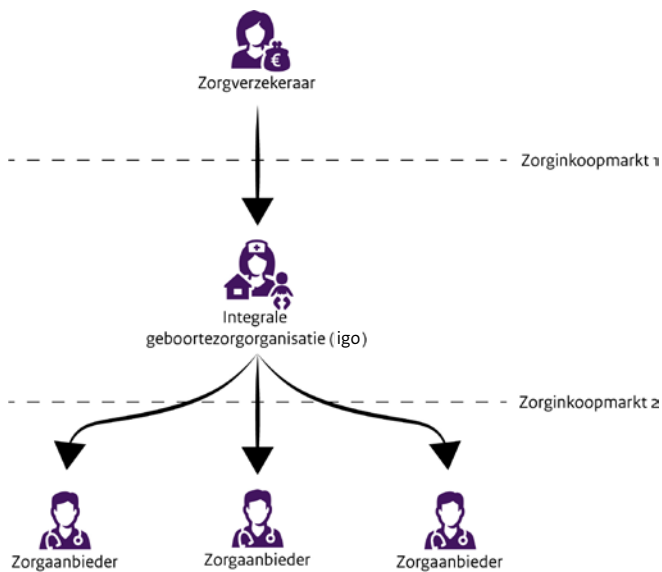 €
Zorgverzekeraar
Zorginkoopmarkt 1
Integrale
geboortezorgorganisatie (igo)
Zorginkoopmarkt 2
Zorgaanbieder
Zorgaanbieder
Zorgaanbieder